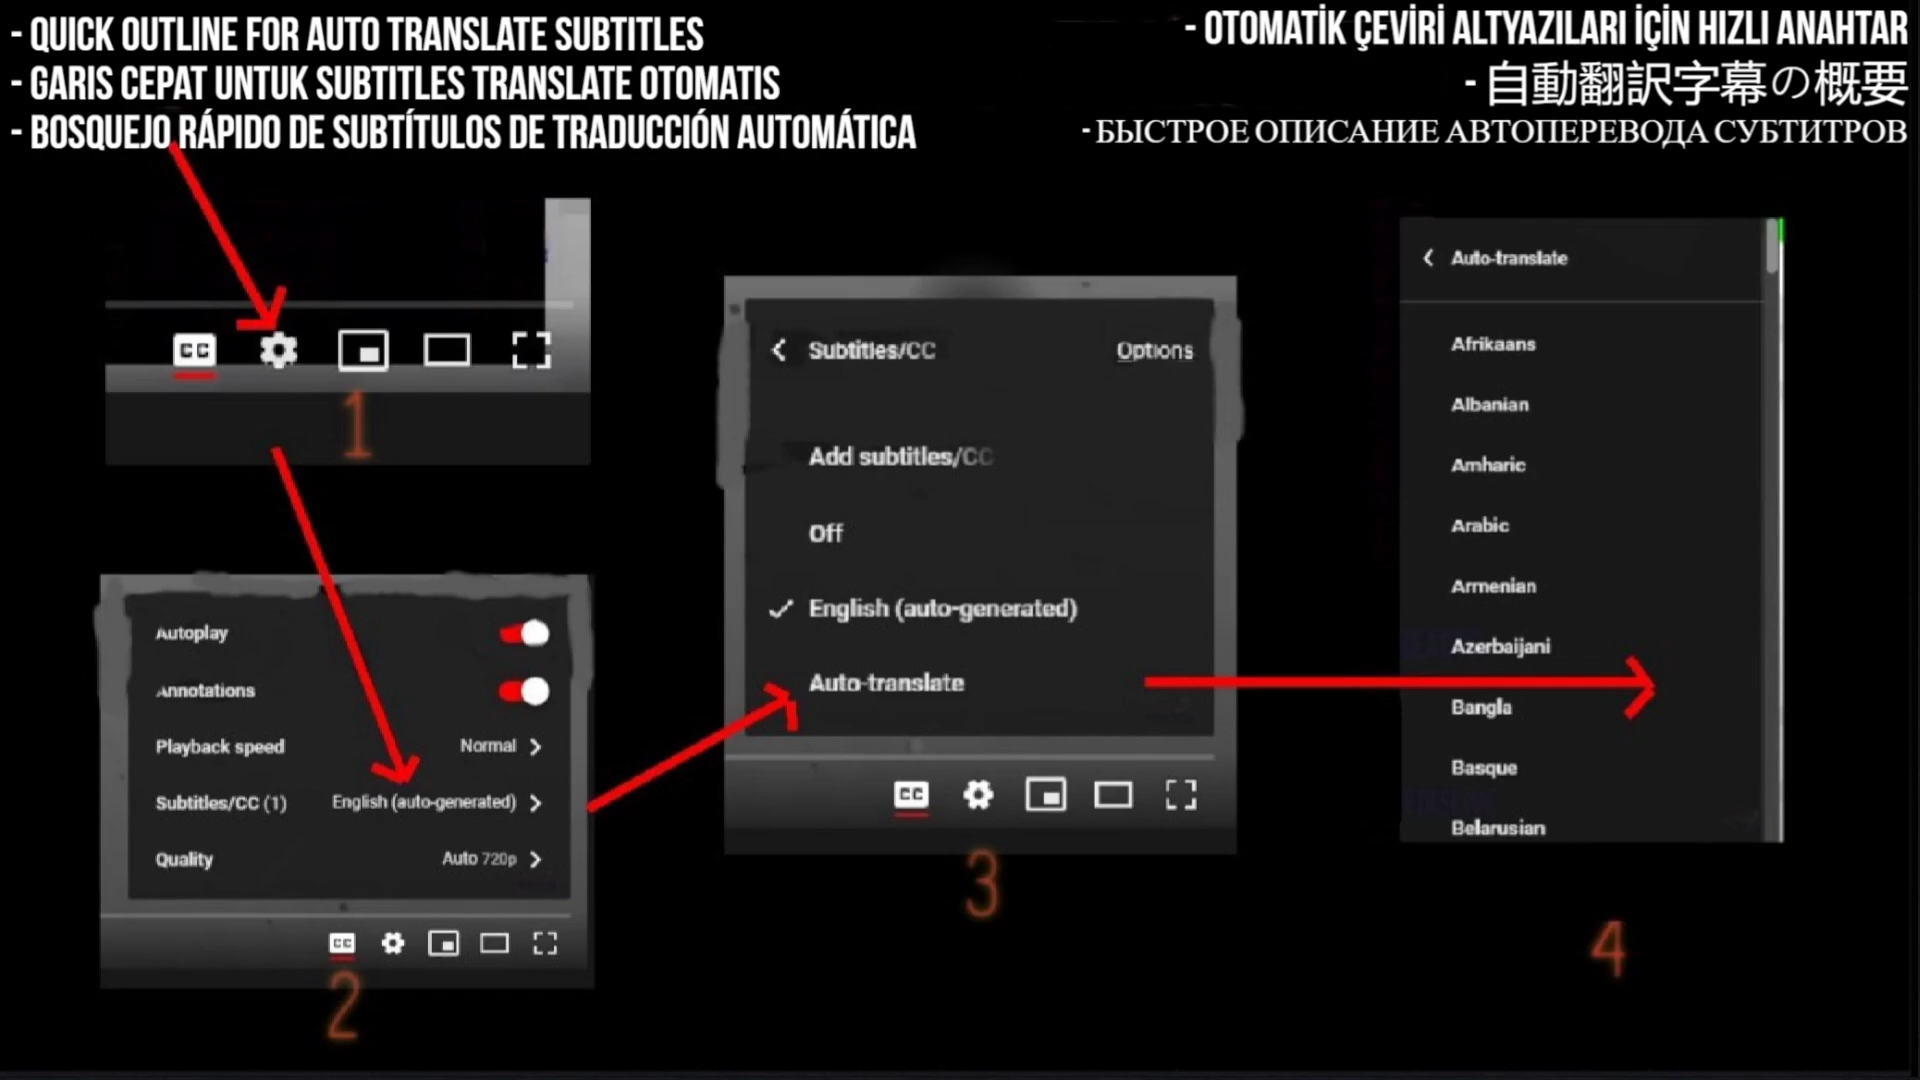 - QUICK OUTLINE FOR AUTO TRANSLATE SUBTITLES
- GARIS CEPAT UNTUK SUBTITLES TRANSLATE OTOMATIS
- BOSQUEJO RÁPIDO DE SUBTÍTULOS DE TRADUCCIÓN AUTOMÁTICA
- OTOMATİK ÇEVİRİ ALTYAZILARI İÇİN HIZLI ANAHTAR
- 自動翻訳字幕の概要
- БЫСТРОЕ ОПИСАНИЕ АВТОПЕРЕВОДА СУБТИТРОВ
CC
1
Autoplay
Annotations
Playback speed Normal
Subtitles/CC (1) English (auto-generated)
Quality Auto 720p
CC
2
Subtitles/CC Options
Add subtitles/CC
Off
English (auto-generated)
Auto-translate
CC
3
Auto-translate
Afrikaans
Albanian
Amharic
Arabic
Armenian
Azerbaijani
Bangla
Basque
Belarusian
4